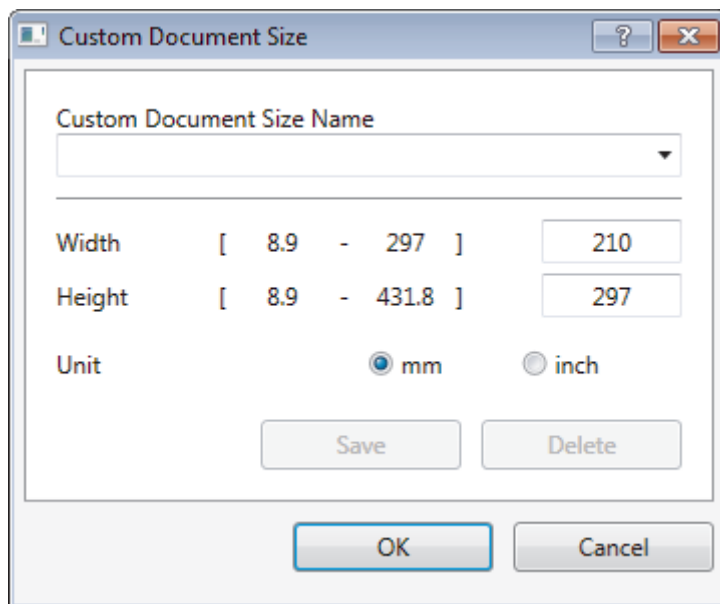 Custom Document Size
Custom Document Size Name
Width [ 8.9 - 297 ] 210
Height [ 8.9 - 431.8 ] 297
Unit mm inch
Save Delete
OK Cancel